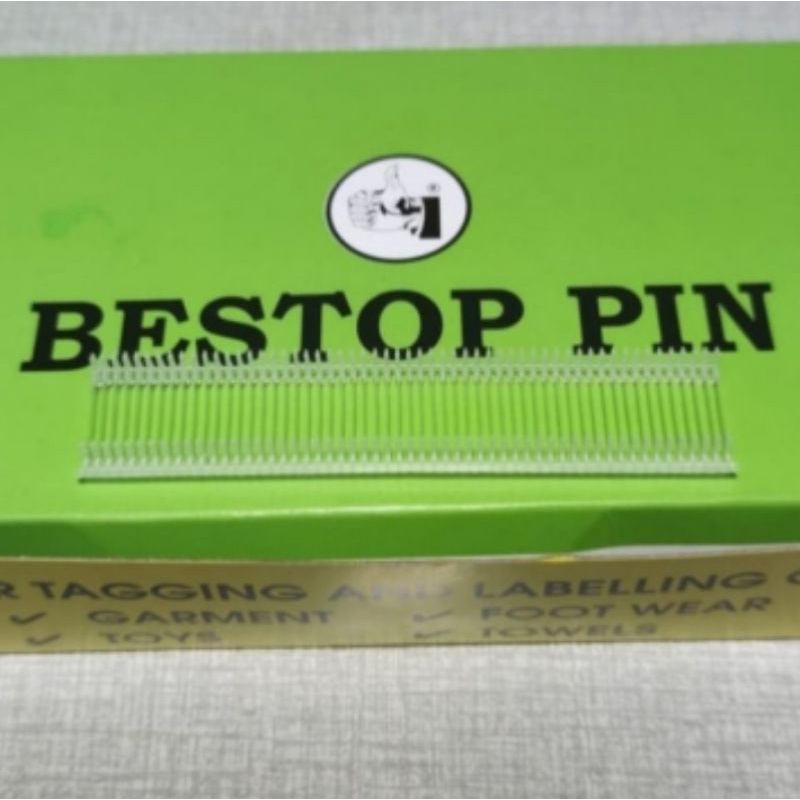 ®
BESTOP PIN
R TAGGING AND LABELLING
✓ GARMENT ✓ FOOT WEAR
✓ TOYS ✓ TOWELS